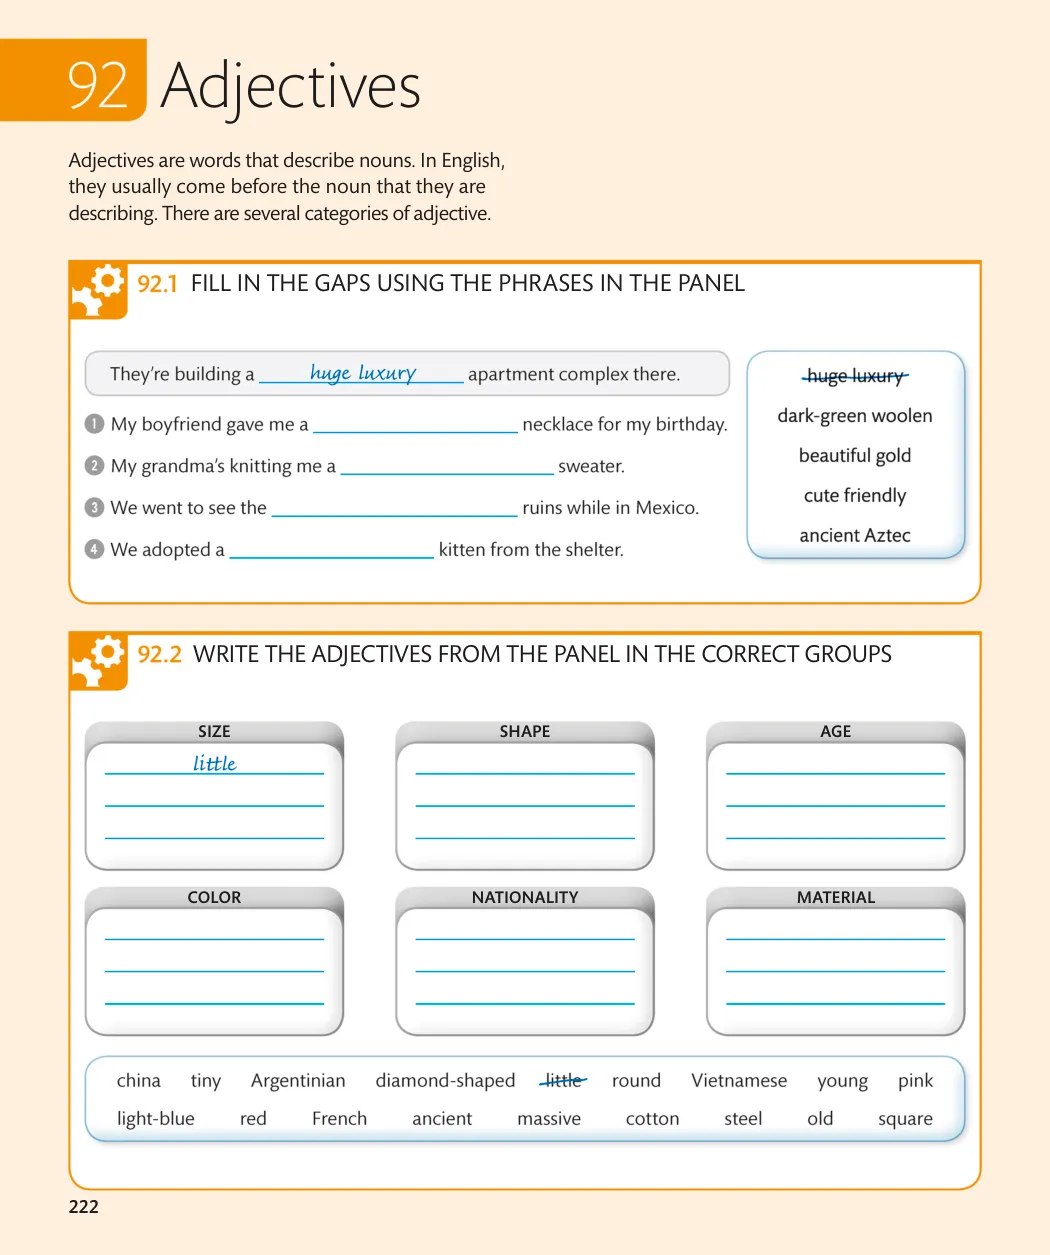 92 Adjectives
Adjectives are words that describe nouns. In English,
they usually come before the noun that they are
describing. There are several categories of adjective.
92.1 FILL IN THE GAPS USING THE PHRASES IN THE PANEL
They're building a huge luxury apartment complex there.
1 My boyfriend gave me a ____ necklace for my birthday.
2 My grandma's knitting me a ____ sweater.
3 We went to see the ____ ruins while in Mexico.
4 We adopted a ____ kitten from the shelter.
huge luxury
dark-green woolen
beautiful gold
cute friendly
ancient Aztec
92.2 WRITE THE ADJECTIVES FROM THE PANEL IN THE CORRECT GROUPS
SIZE
little
SHAPE
AGE
COLOR
NATIONALITY
MATERIAL
china tiny Argentinian diamond-shaped little round Vietnamese young pink
light-blue red French ancient massive cotton steel old square
222